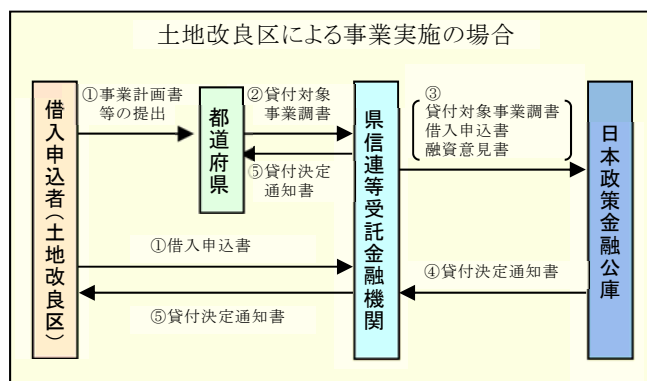 土地改良区による事業実施の場合
借入申込者(土地改良区)
①事業計画書
等の提出
都道府県
②貸付対象
事業調書
⑤貸付決定
通知書
県信連等受託金融機関
③
貸付対象事業調書
借入申込書
融資意見書
日本政策金融公庫
①借入申込書
④貸付決定通知書
⑤貸付決定通知書